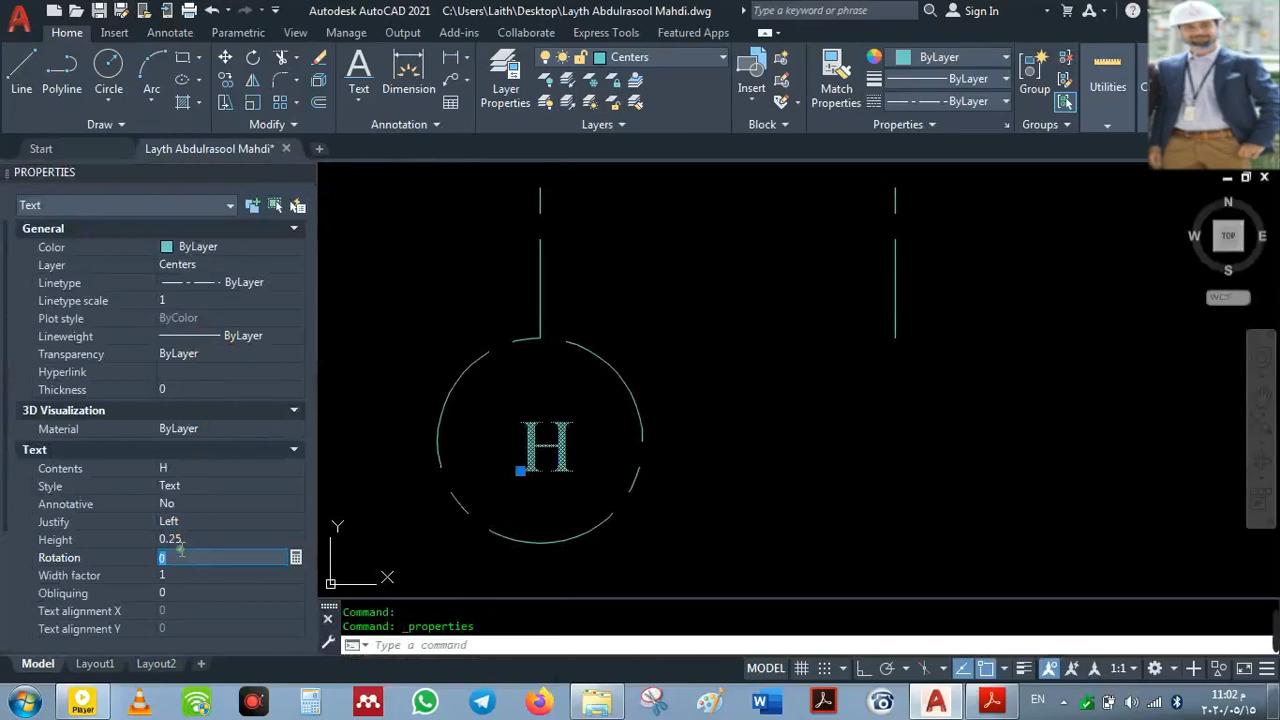 Autodesk AutoCAD 2021 C:\Users\Laith\Desktop\Layth Abdulrasool Mahdi.dwg
Type a keyword or phrase
Sign In
Home Insert Annotate Parametric View Manage Output Add-ins Collaborate Express Tools Featured Apps
Centers
ByLayer
ByLayer
ByLayer
Line Polyline Circle Arc Text Dimension Layer Properties Insert Match Properties Group Utilities
Draw Modify Annotation Layers Block Properties Groups
Start Layth Abdulrasool Mahdi*
PROPERTIES
Text
General
Color ByLayer
Layer Centers
Linetype ByLayer
Linetype scale 1
Plot style ByColor
Lineweight ByLayer
Transparency ByLayer
Hyperlink
Thickness 0
3D Visualization
Material ByLayer
Text
Contents H
Style Text
Annotative No
Justify Left
Height 0.25
Rotation 0
Width factor 1
Obliquing 0
Text alignment X 0
Text alignment Y 0
N
W TOP E
S
H
Y
X
Command:
Command: _properties
Type a command
Model Layout1 Layout2
MODEL 1:1
Player
EN
11:02 م
٢٠٢٠/٠٥/١٥